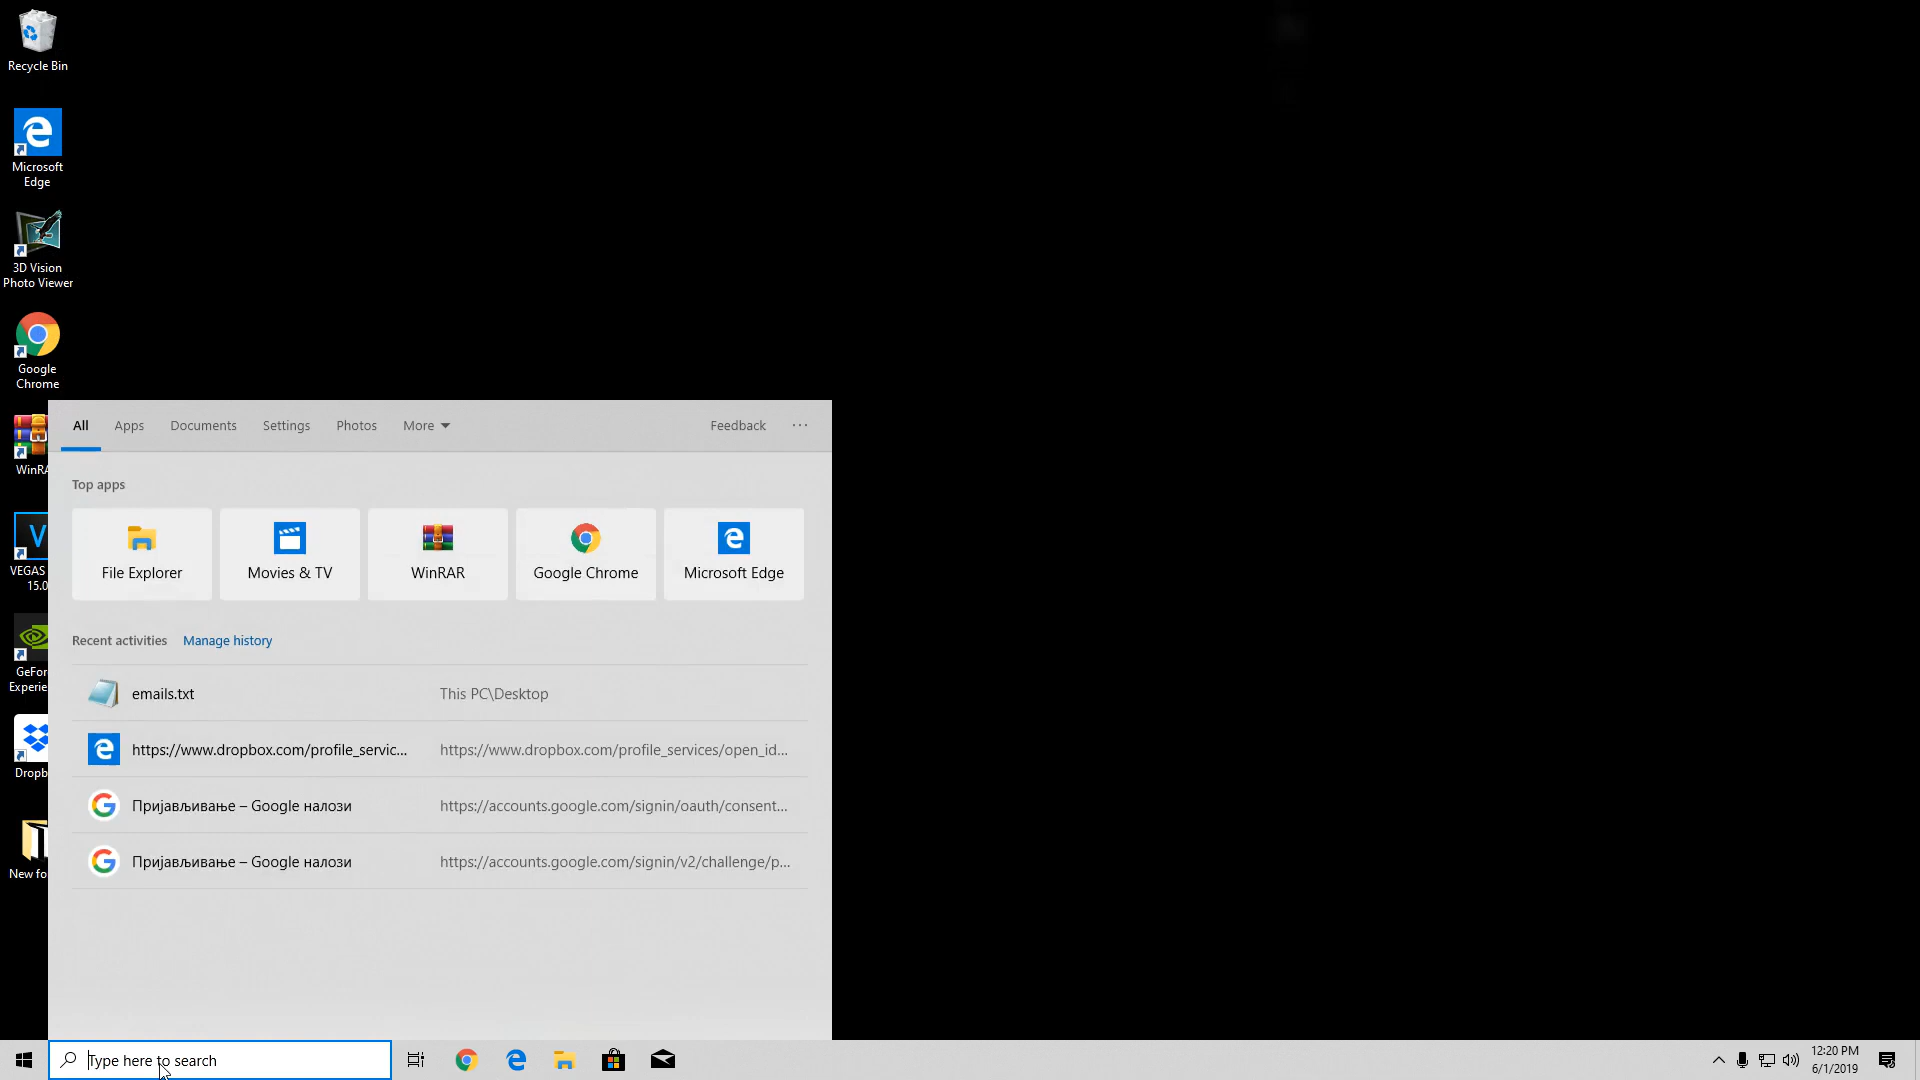 Recycle Bin
Microsoft
Edge
3D Vision
Photo Viewer
Google
Chrome
WinRA
VEGAS
15.0
GeFor
Experie
Dropb
New fo
All Apps Documents Settings Photos More Feedback ...
Top apps
File Explorer Movies & TV WinRAR Google Chrome Microsoft Edge
Recent activities Manage history
emails.txt This PC\Desktop
https://www.dropbox.com/profile_servic... https://www.dropbox.com/profile_services/open_id...
Пријављивање – Google налози https://accounts.google.com/signin/oauth/consent...
Пријављивање – Google налози https://accounts.google.com/signin/v2/challenge/p...
Type here to search
12:20 PM
6/1/2019